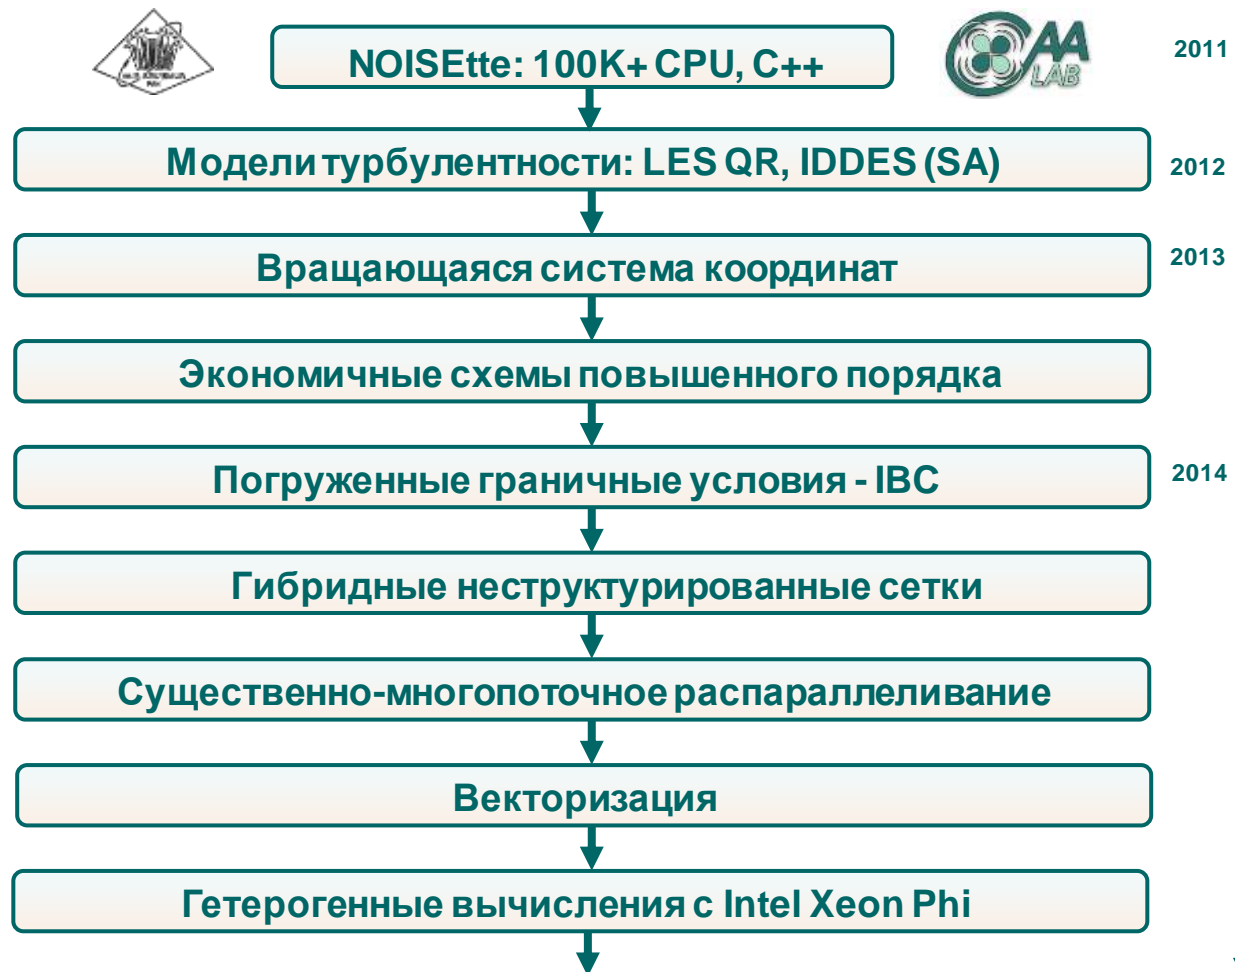 NOISEtte: 100K+ CPU, C++
AA
LAB
2011
Модели турбулентности: LES QR, IDDES (SA)
2012
Вращающаяся система координат
2013
Экономичные схемы повышенного порядка
Погруженные граничные условия - IBC
2014
Гибридные неструктурированные сетки
Существенно-многопоточное распараллеливание
Векторизация
Гетерогенные вычисления с Intel Xeon Phi